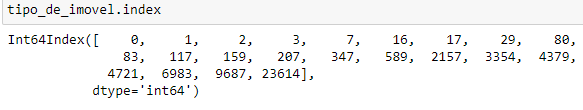 tipo_de_imovel.index
Int64Index([    0,     1,     2,     3,     7,    16,    17,    29,    80,
               83,   117,   159,   207,   347,   589,  2157,  3354,  4379,
             4721,  6983,  9687, 23614],
           dtype='int64')